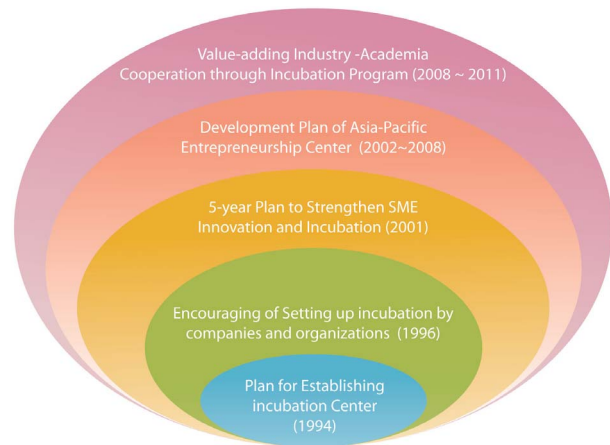 Value-adding Industry -Academia
Cooperation through Incubation Program (2008 ~ 2011)
Development Plan of Asia-Pacific
Entrepreneurship Center (2002~2008)
5-year Plan to Strengthen SME
Innovation and Incubation (2001)
Encouraging of Setting up incubation by
companies and organizations (1996)
Plan for Establishing
incubation Center
(1994)